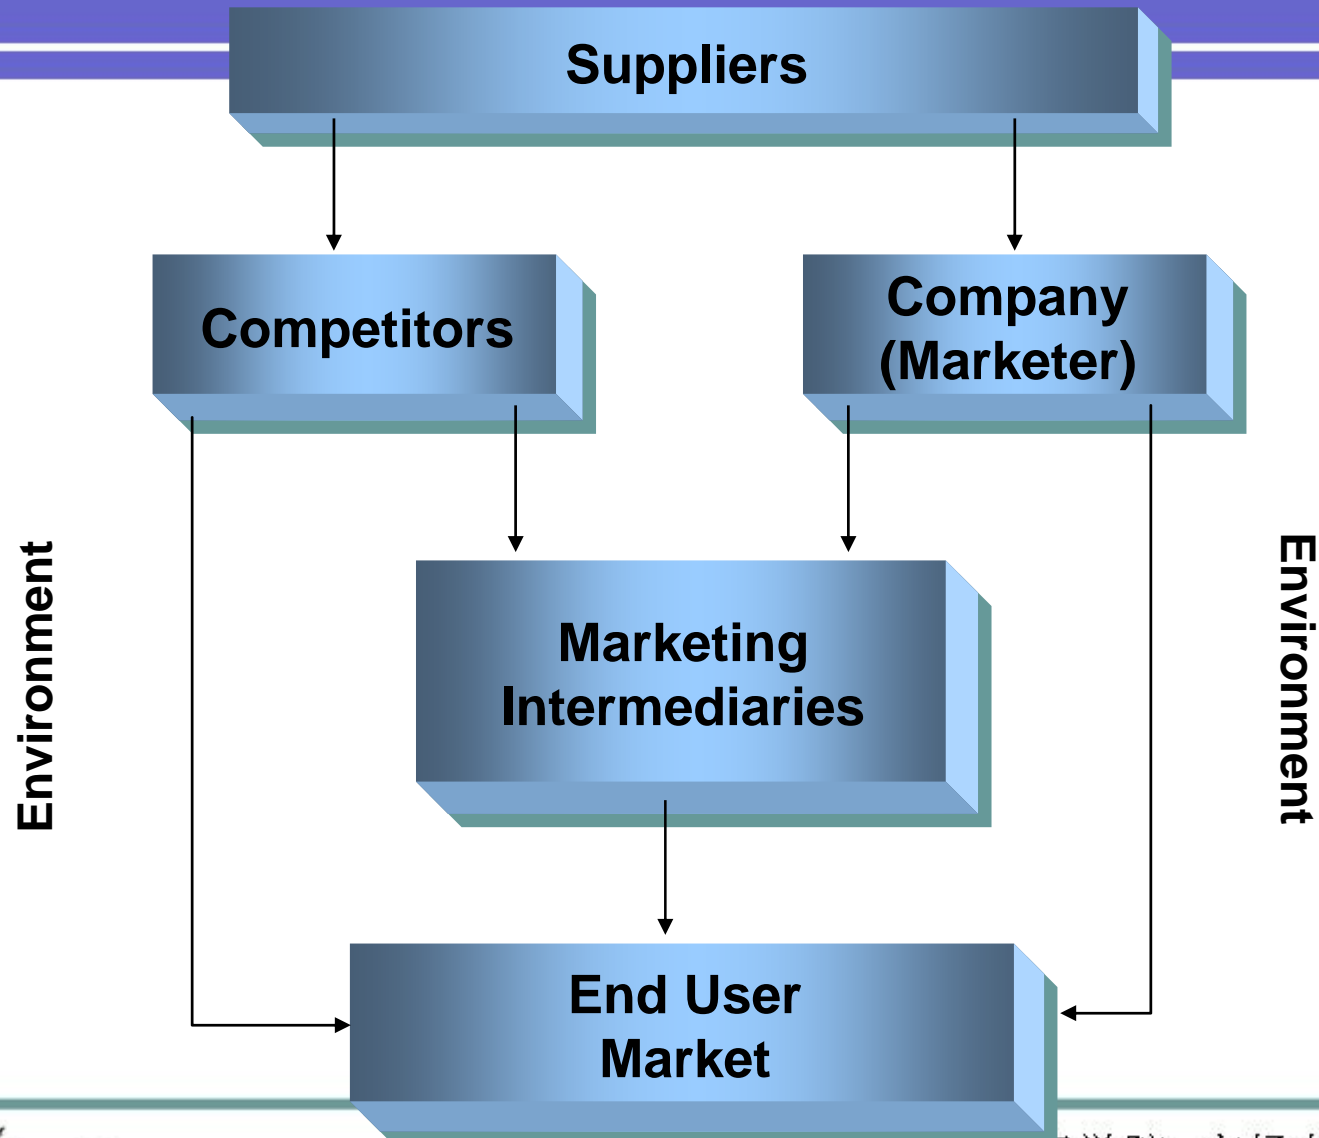 Suppliers
Competitors
Company
(Marketer)
Environment
Environment
Marketing
Intermediaries
End User
Market